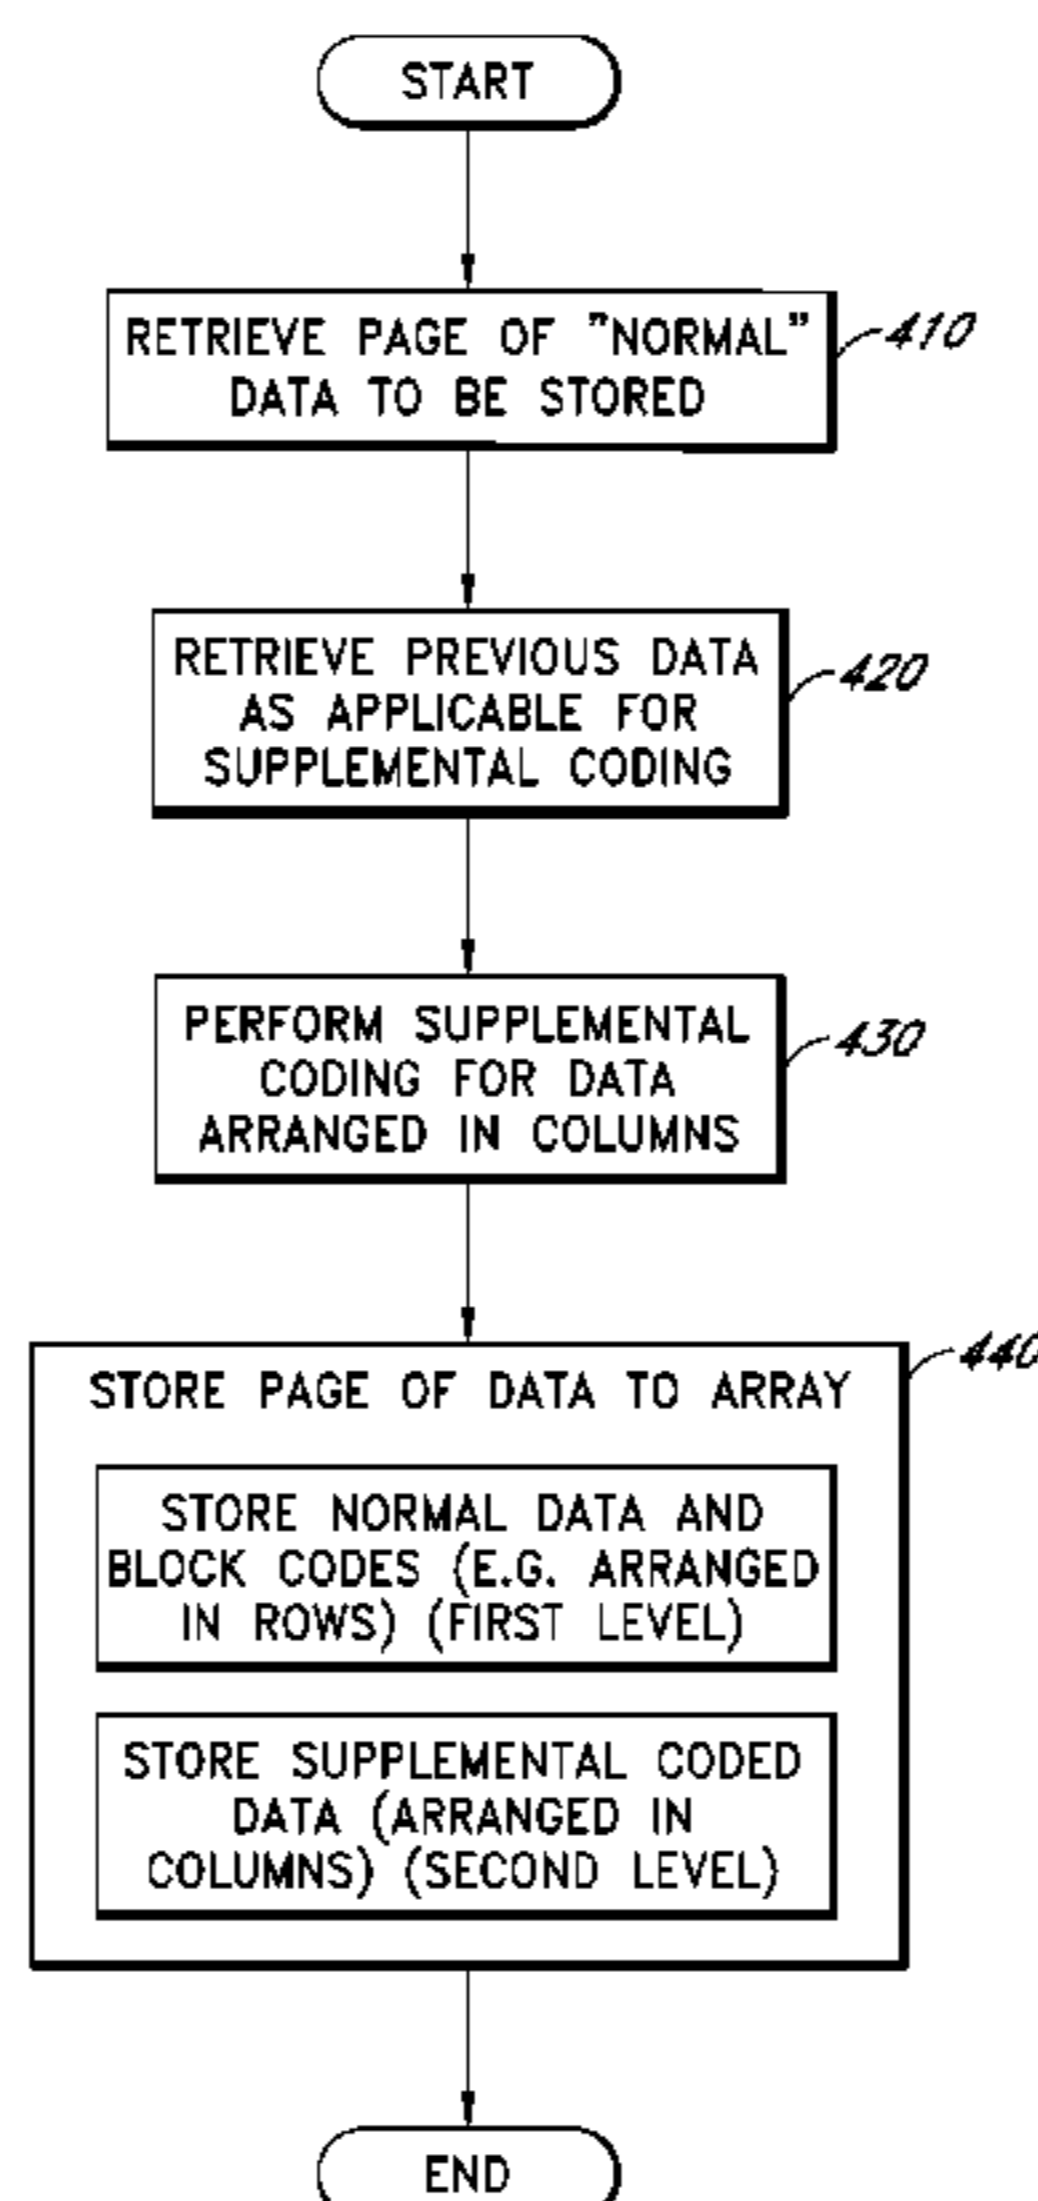 START
RETRIEVE PAGE OF "NORMAL"
DATA TO BE STORED
410
RETRIEVE PREVIOUS DATA
AS APPLICABLE FOR
SUPPLEMENTAL CODING
420
PERFORM SUPPLEMENTAL
CODING FOR DATA
ARRANGED IN COLUMNS
430
STORE PAGE OF DATA TO ARRAY
440
STORE NORMAL DATA AND
BLOCK CODES (E.G. ARRANGED
IN ROWS) (FIRST LEVEL)
STORE SUPPLEMENTAL CODED
DATA (ARRANGED IN
COLUMNS) (SECOND LEVEL)
END